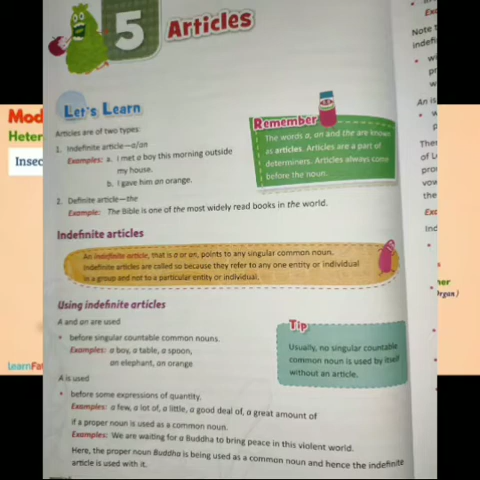 5 Articles
Let's Learn
Articles are of two types:
1. Indefinite article—a/an
Examples: a. I met a boy this morning outside
my house.
b. I gave him an orange.
2. Definite article—the
Example: The Bible is one of the most widely read books in the world.
Remember
The words a, an and the are known
as articles. Articles are a part of
determiners. Articles always come
before the noun.
Indefinite articles
An indefinite article, that is a or an, points to any singular common noun.
Indefinite articles are called so because they refer to any one entity or individual
in a group and not to a particular entity or individual.
Using indefinite articles
A and an are used
• before singular countable common nouns.
Examples: a boy, a table, a spoon,
an elephant, an orange
Tip
Usually, no singular countable
common noun is used by itself
without an article.
A is used
• before some expressions of quantity.
Examples: a few, a lot of, a little, a good deal of, a great amount of
if a proper noun is used as a common noun.
Examples: We are waiting for a Buddha to bring peace in this violent world.
Here, the proper noun Buddha is being used as a common noun and hence the indefinite
article is used with it.
Note
indefi
• w
An is
• w
Ther
of L
pro
vow
the
Ind
Mod
Heter
Insec